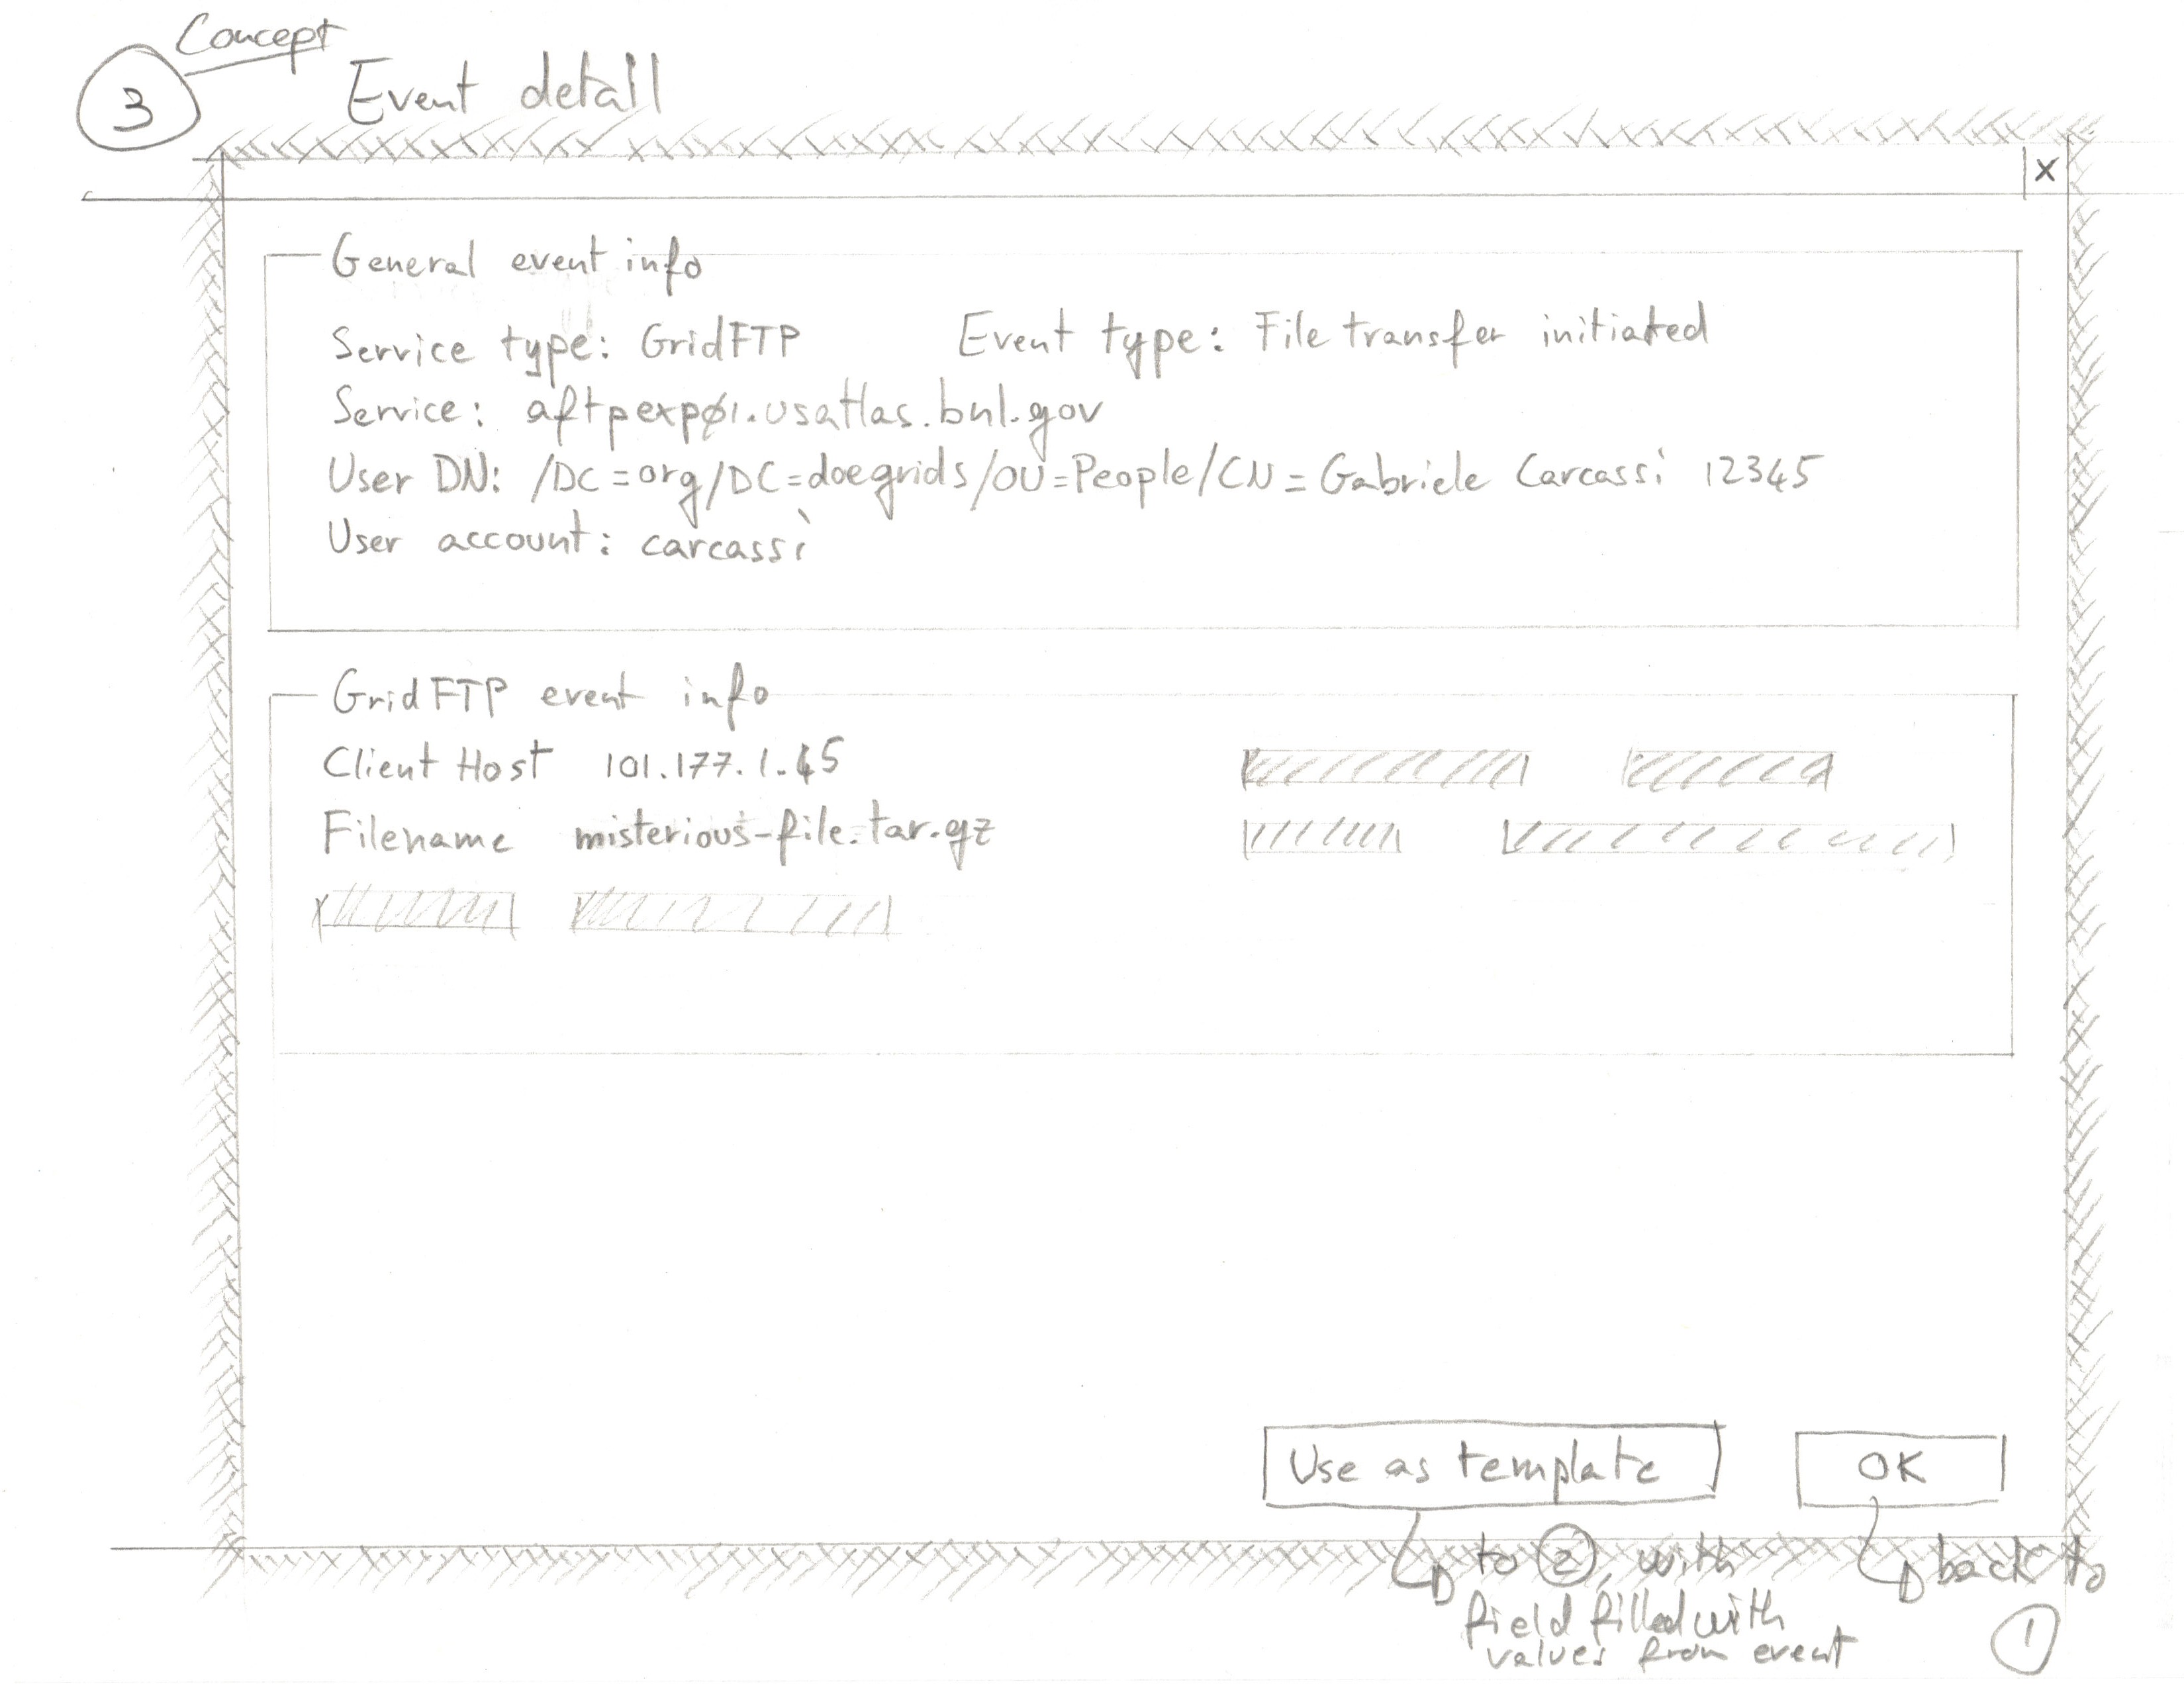 Concept
3
Event detail
X
General event info
Service type: GridFTP Event type: File transfer initiated
Service: aftpexp01.usatlas.bnl.gov
User DN: /DC=org/DC=doegrids/OU=People/CN=Gabriele Carcassi 12345
User account: carcassi
GridFTP event info
Client Host 101.177.1.45
Filename misterious-file.tar.gz
Use as template OK
to 2, with back to
field filled with 1
values from event